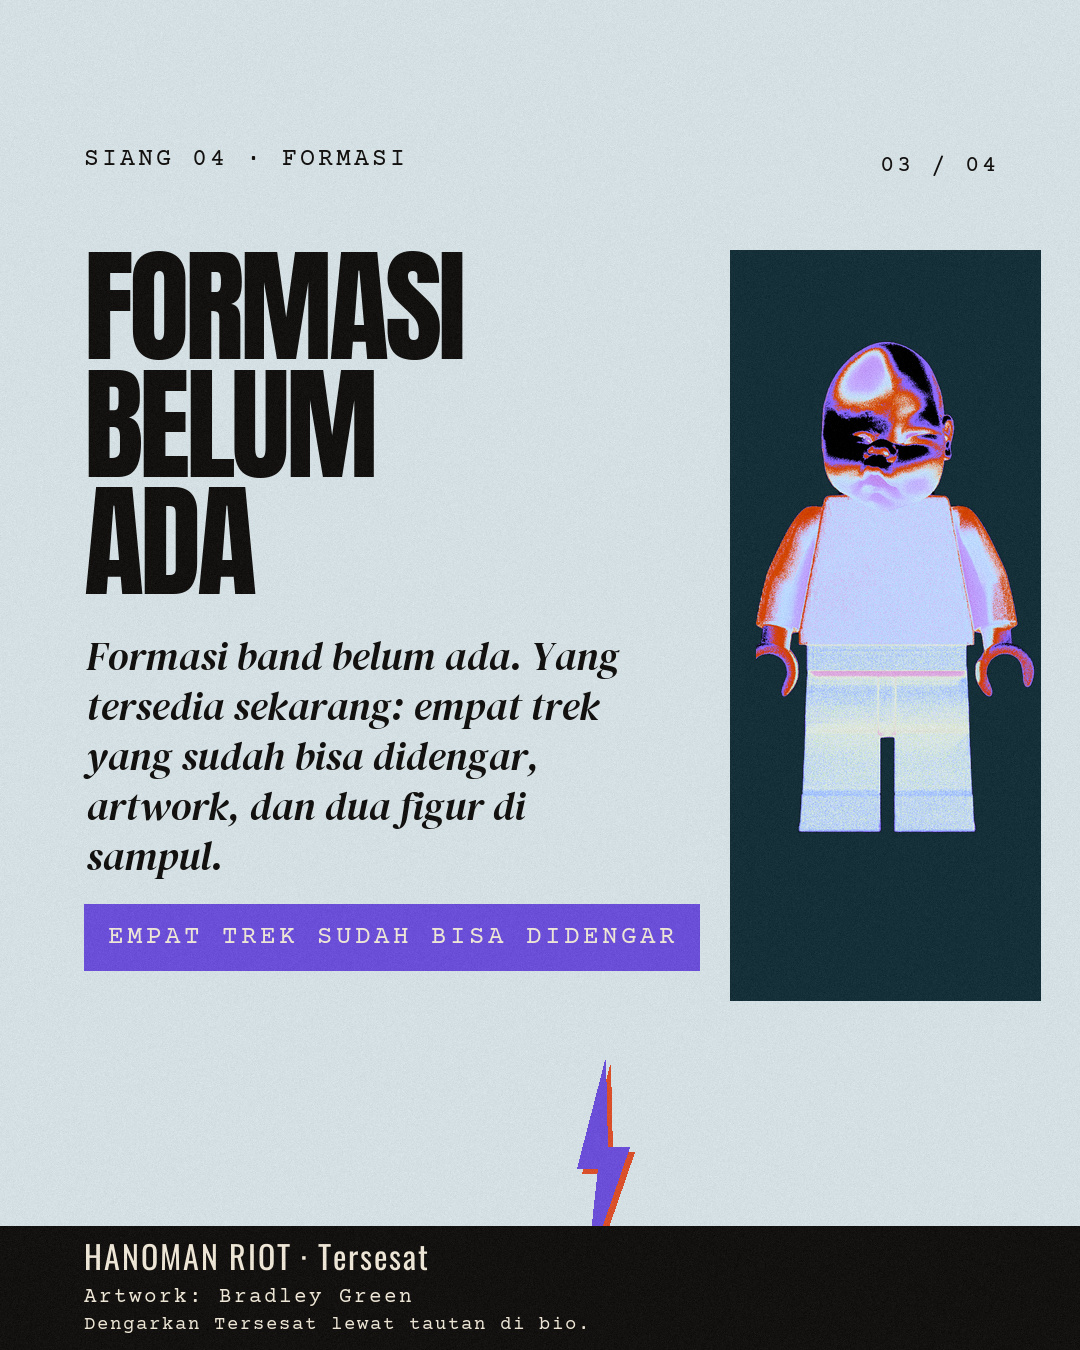 SIANG 04 · FORMASI
03 / 04
FORMASI
BELUM
ADA
Formasi band belum ada. Yang
tersedia sekarang: empat trek
yang sudah bisa didengar,
artwork, dan dua figur di
sampul.
EMPAT TREK SUDAH BISA DIDENGAR
HANOMAN RIOT · Tersesat
Artwork: Bradley Green
Dengarkan Tersesat lewat tautan di bio.